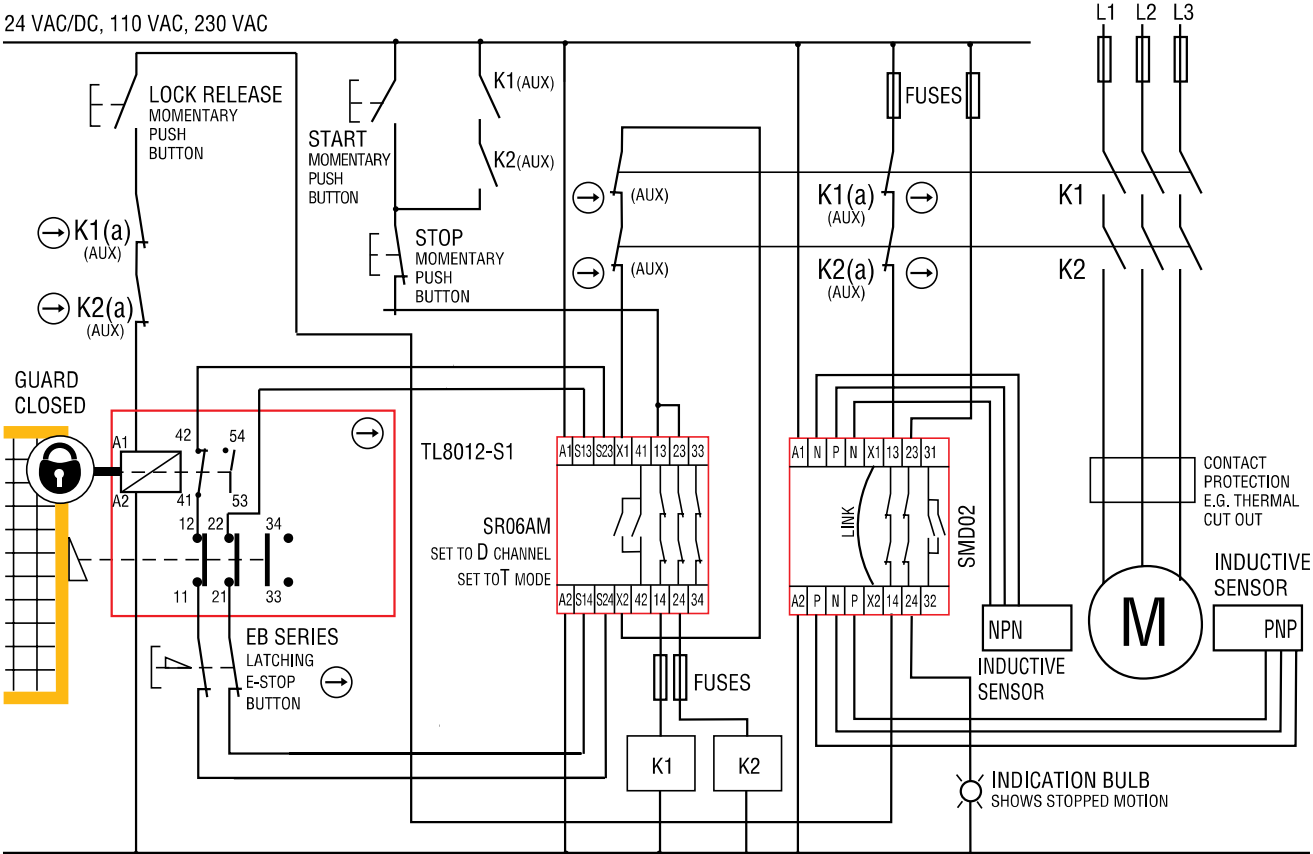 24 VAC/DC, 110 VAC, 230 VAC
L1 L2 L3
LOCK RELEASE
MOMENTARY
PUSH
BUTTON
START
MOMENTARY
PUSH
BUTTON
K1(AUX)
K2(AUX)
FUSES
K1(a)
(AUX)
K2(a)
(AUX)
STOP
MOMENTARY
PUSH
BUTTON
(AUX)
(AUX)
K1(a)
(AUX)
K2(a)
(AUX)
K1
K2
GUARD
CLOSED
A1
A2
42 54
41 53
12 22 34
11 21 33
TL8012-S1
A1 S13 S23 X1 41 13 23 33
SR06AM
SET TO D CHANNEL
SET TO T MODE
A2 S14 S24 X2 42 14 24 34
A1 N P N X1 13 23 31
LINK
SMD02
A2 P N P X2 14 24 32
CONTACT
PROTECTION
E.G. THERMAL
CUT OUT
EB SERIES
LATCHING
E-STOP
BUTTON
FUSES
K1
K2
NPN
INDUCTIVE
SENSOR
M
INDUCTIVE
SENSOR
PNP
INDICATION BULB
SHOWS STOPPED MOTION